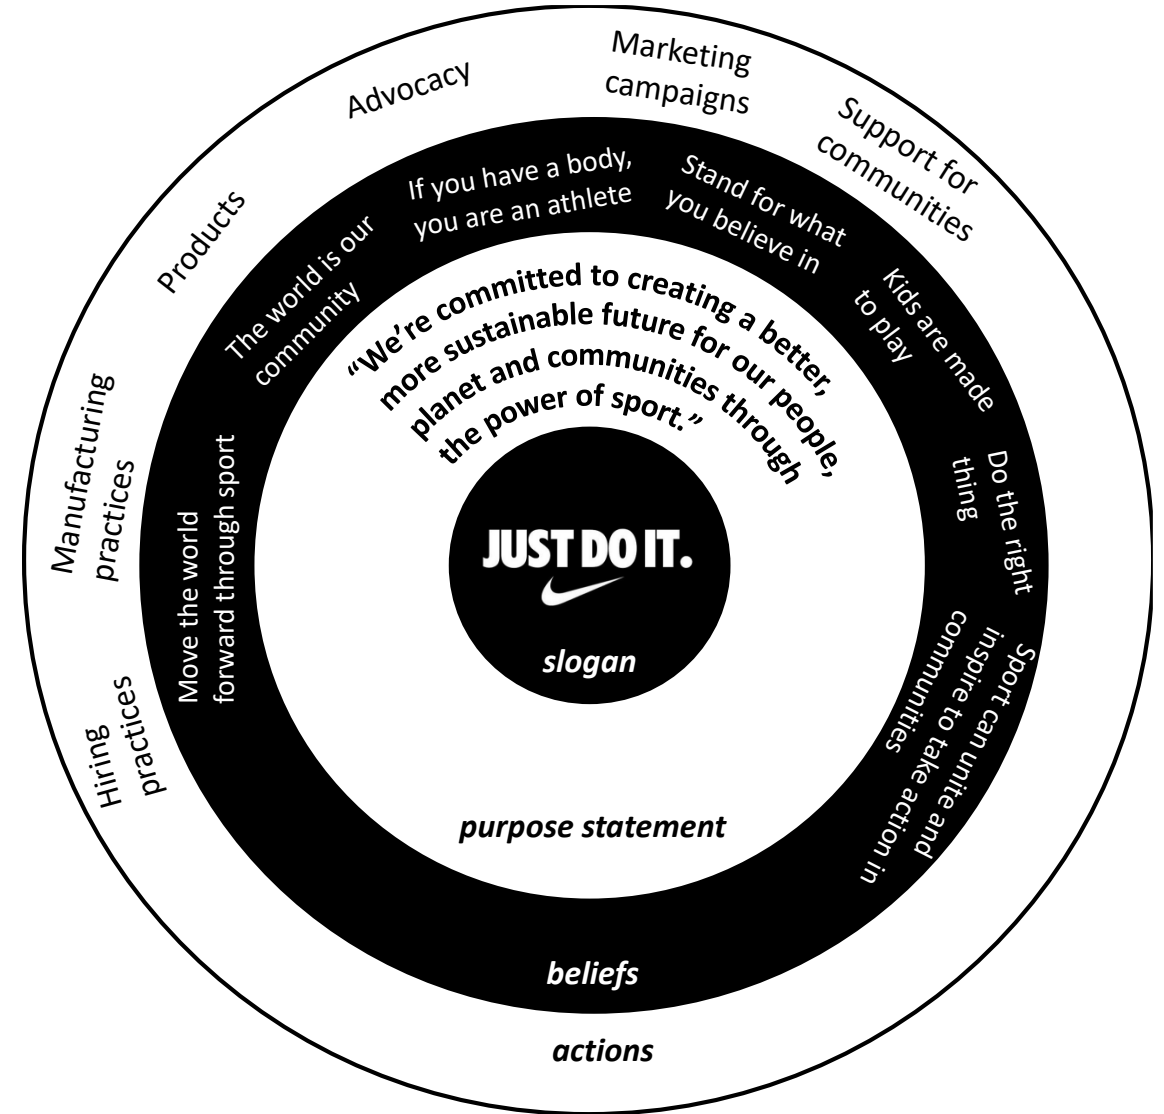 Hiring
practices
Manufacturing
practices
Products
Advocacy
Marketing
campaigns
Support for
communities
Move the world
forward through sport
The world is our
community
If you have a body,
you are an athlete
Stand for what
you believe in
Kids are made
to play
Do the right
thing
Sport can unite and
inspire to take action in
communities
“We’re committed to creating a better,
more sustainable future for our people,
planet and communities through
the power of sport.”
JUST DO IT.
slogan
purpose statement
beliefs
actions